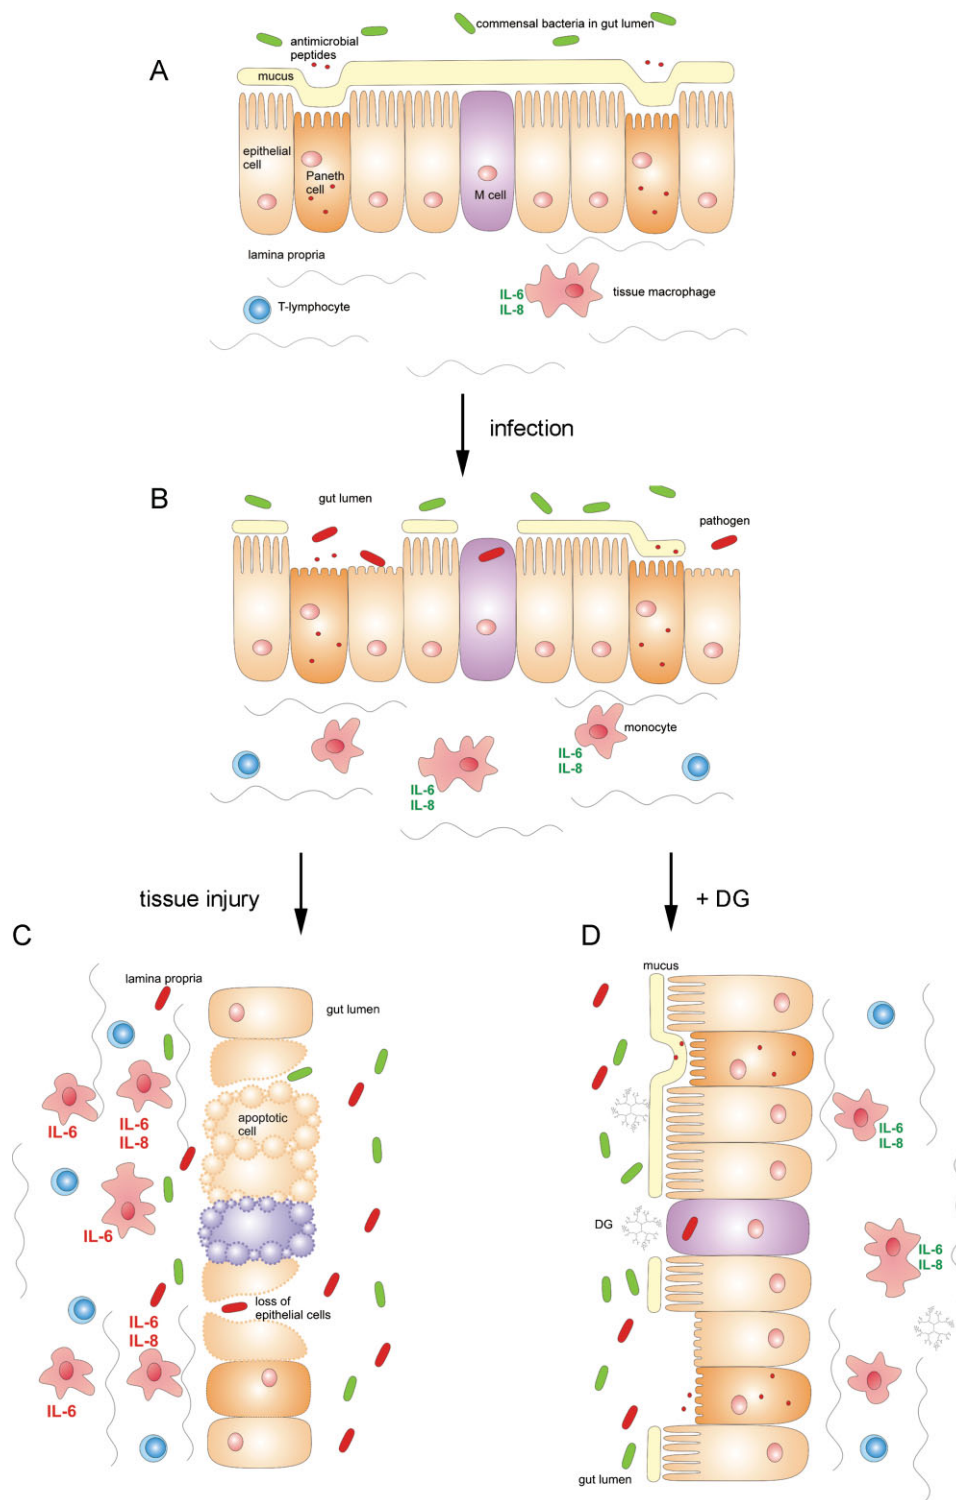 commensal bacteria in gut lumen
antimicrobial
peptides
A
mucus
epithelial
cell
Paneth
cell
M cell
lamina propria
T-lymphocyte
IL-6
IL-8
tissue macrophage
infection
B
gut lumen
pathogen
monocyte
IL-6
IL-8
IL-6
IL-8
tissue injury
+ DG
C
lamina propria
gut lumen
apoptotic
cell
IL-6
IL-6
IL-8
IL-6
loss of
epithelial cells
IL-6
IL-8
IL-6
D
mucus
IL-6
IL-8
DG
IL-6
IL-8
gut lumen